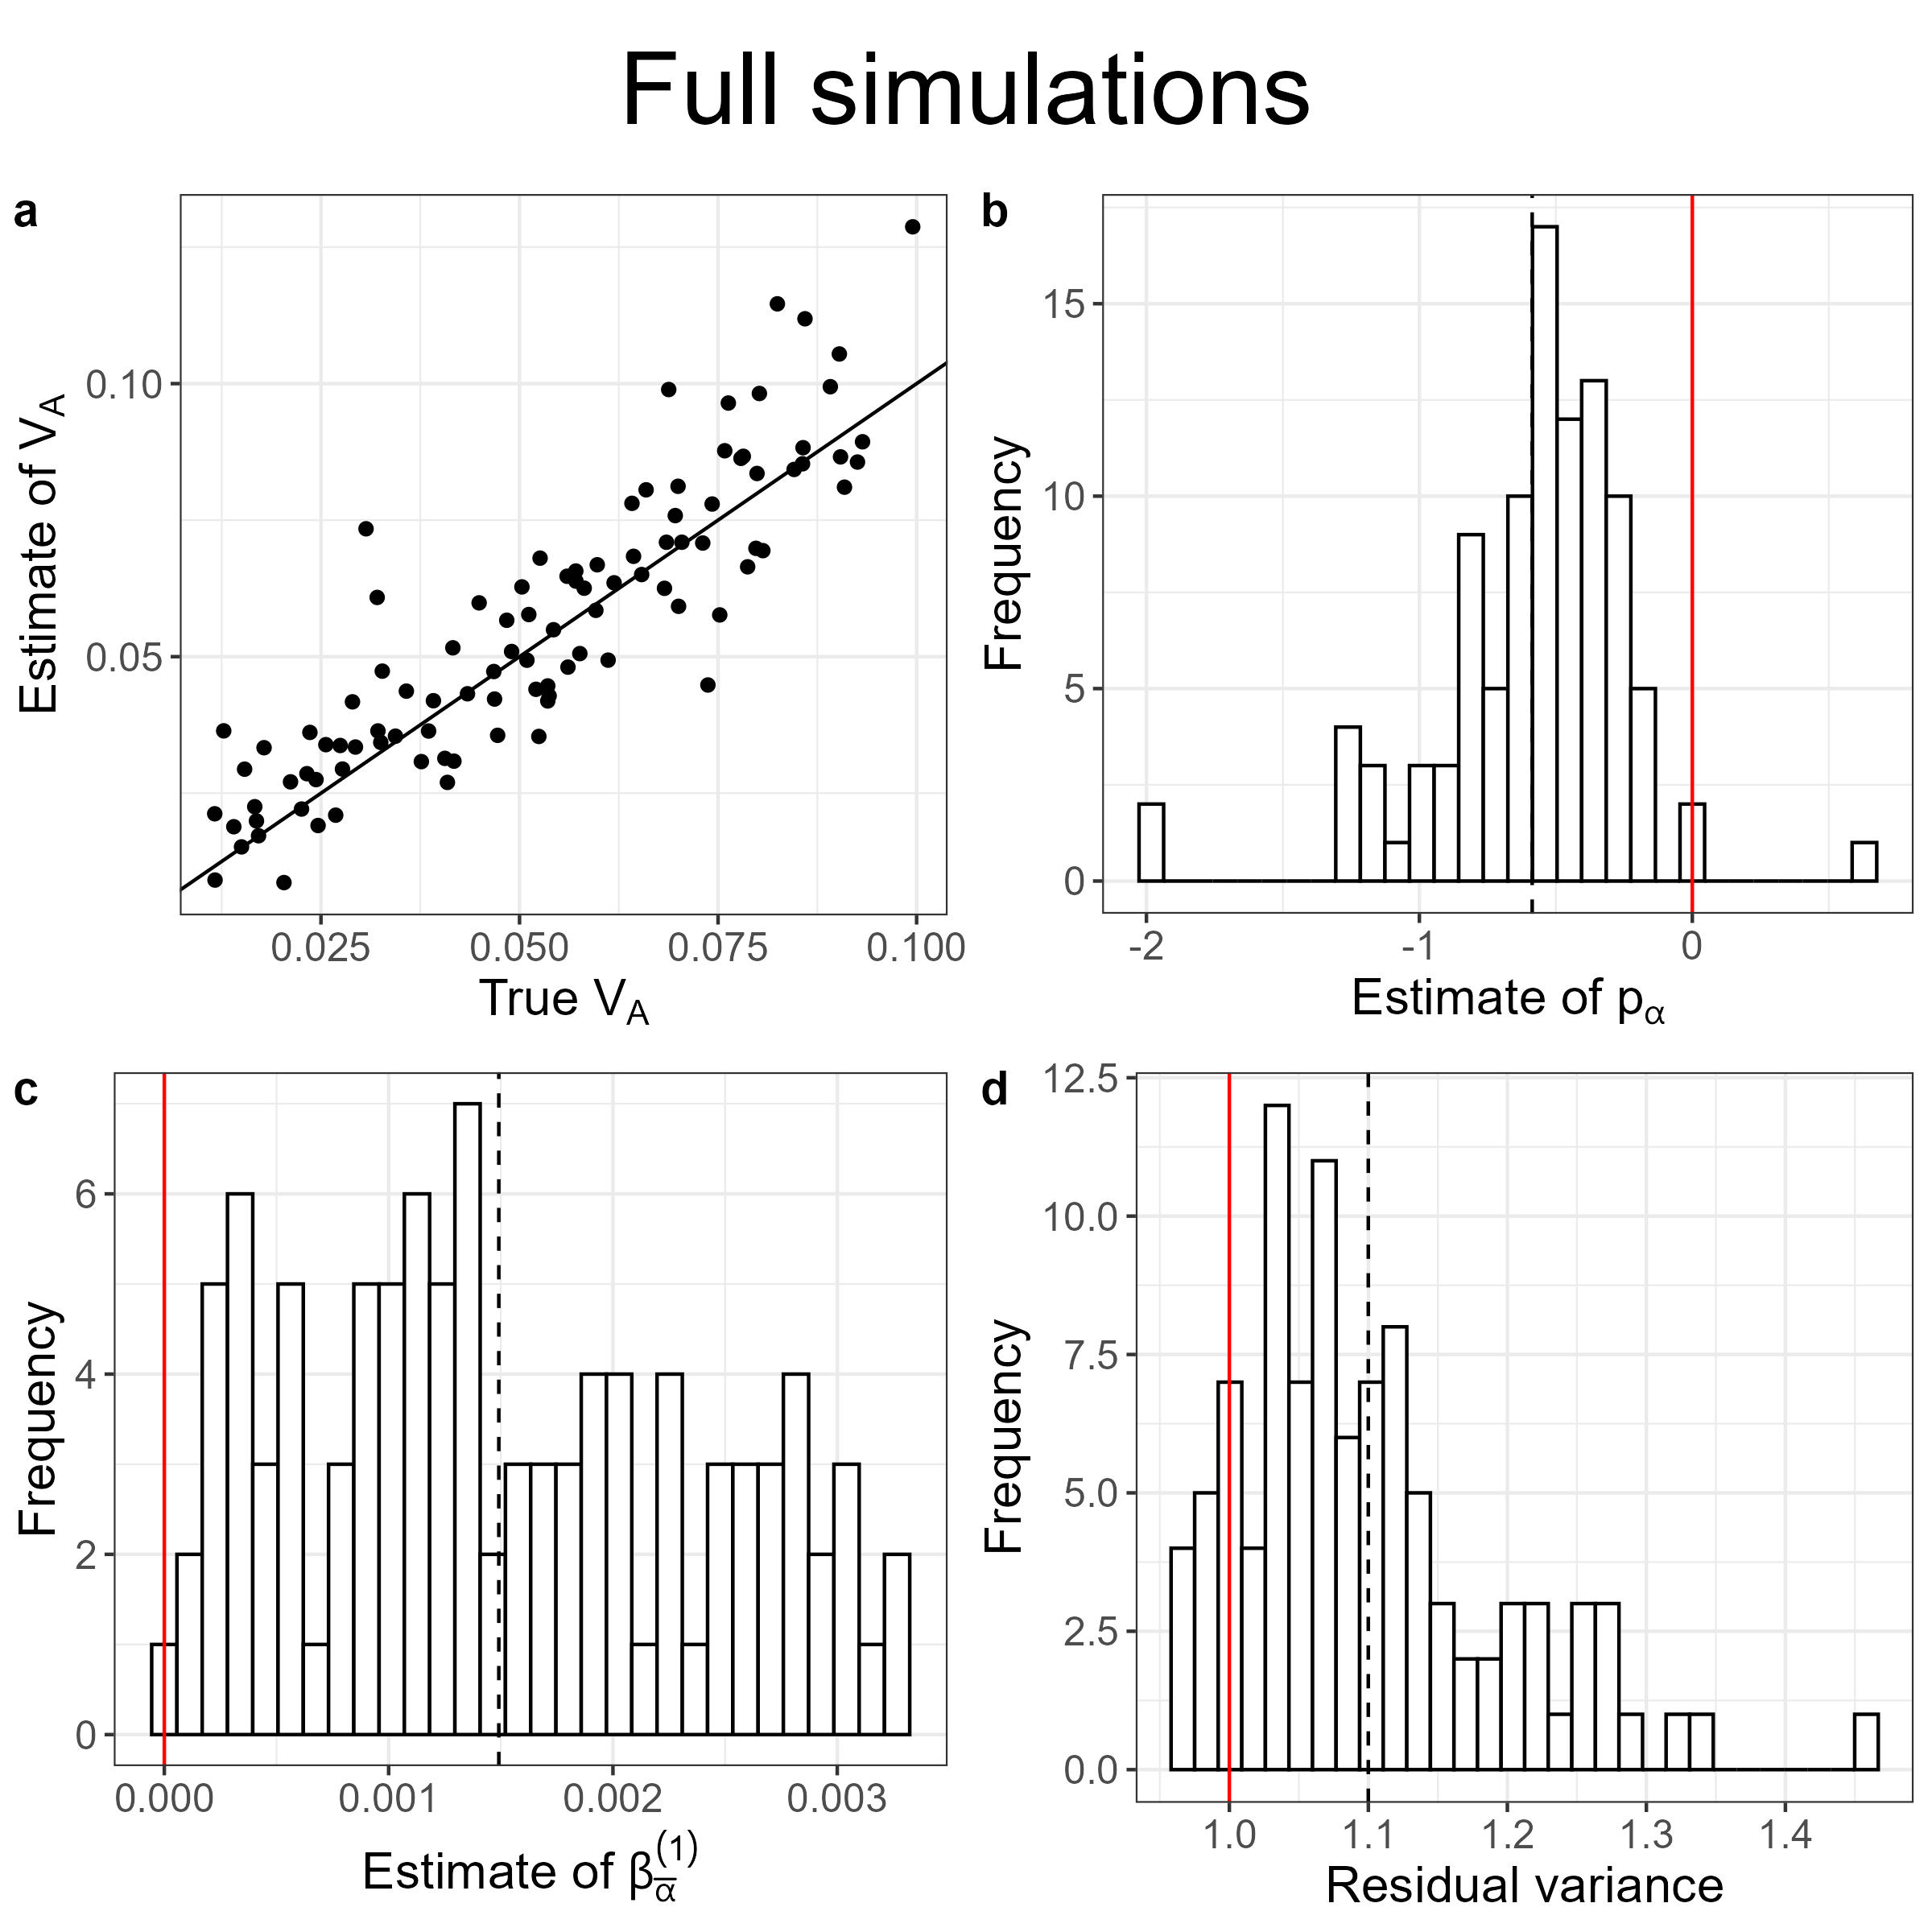 Full simulations
a
0.10
0.05
Estimate of V_A
0.025 0.050 0.075 0.100
True V_A
b
15
10
5
0
Frequency
-2 -1 0
Estimate of p_α
c
6
4
2
0
Frequency
0.000 0.001 0.002 0.003
Estimate of β_α̅^(1)
d
12.5
10.0
7.5
5.0
2.5
0.0
Frequency
1.0 1.1 1.2 1.3 1.4
Residual variance